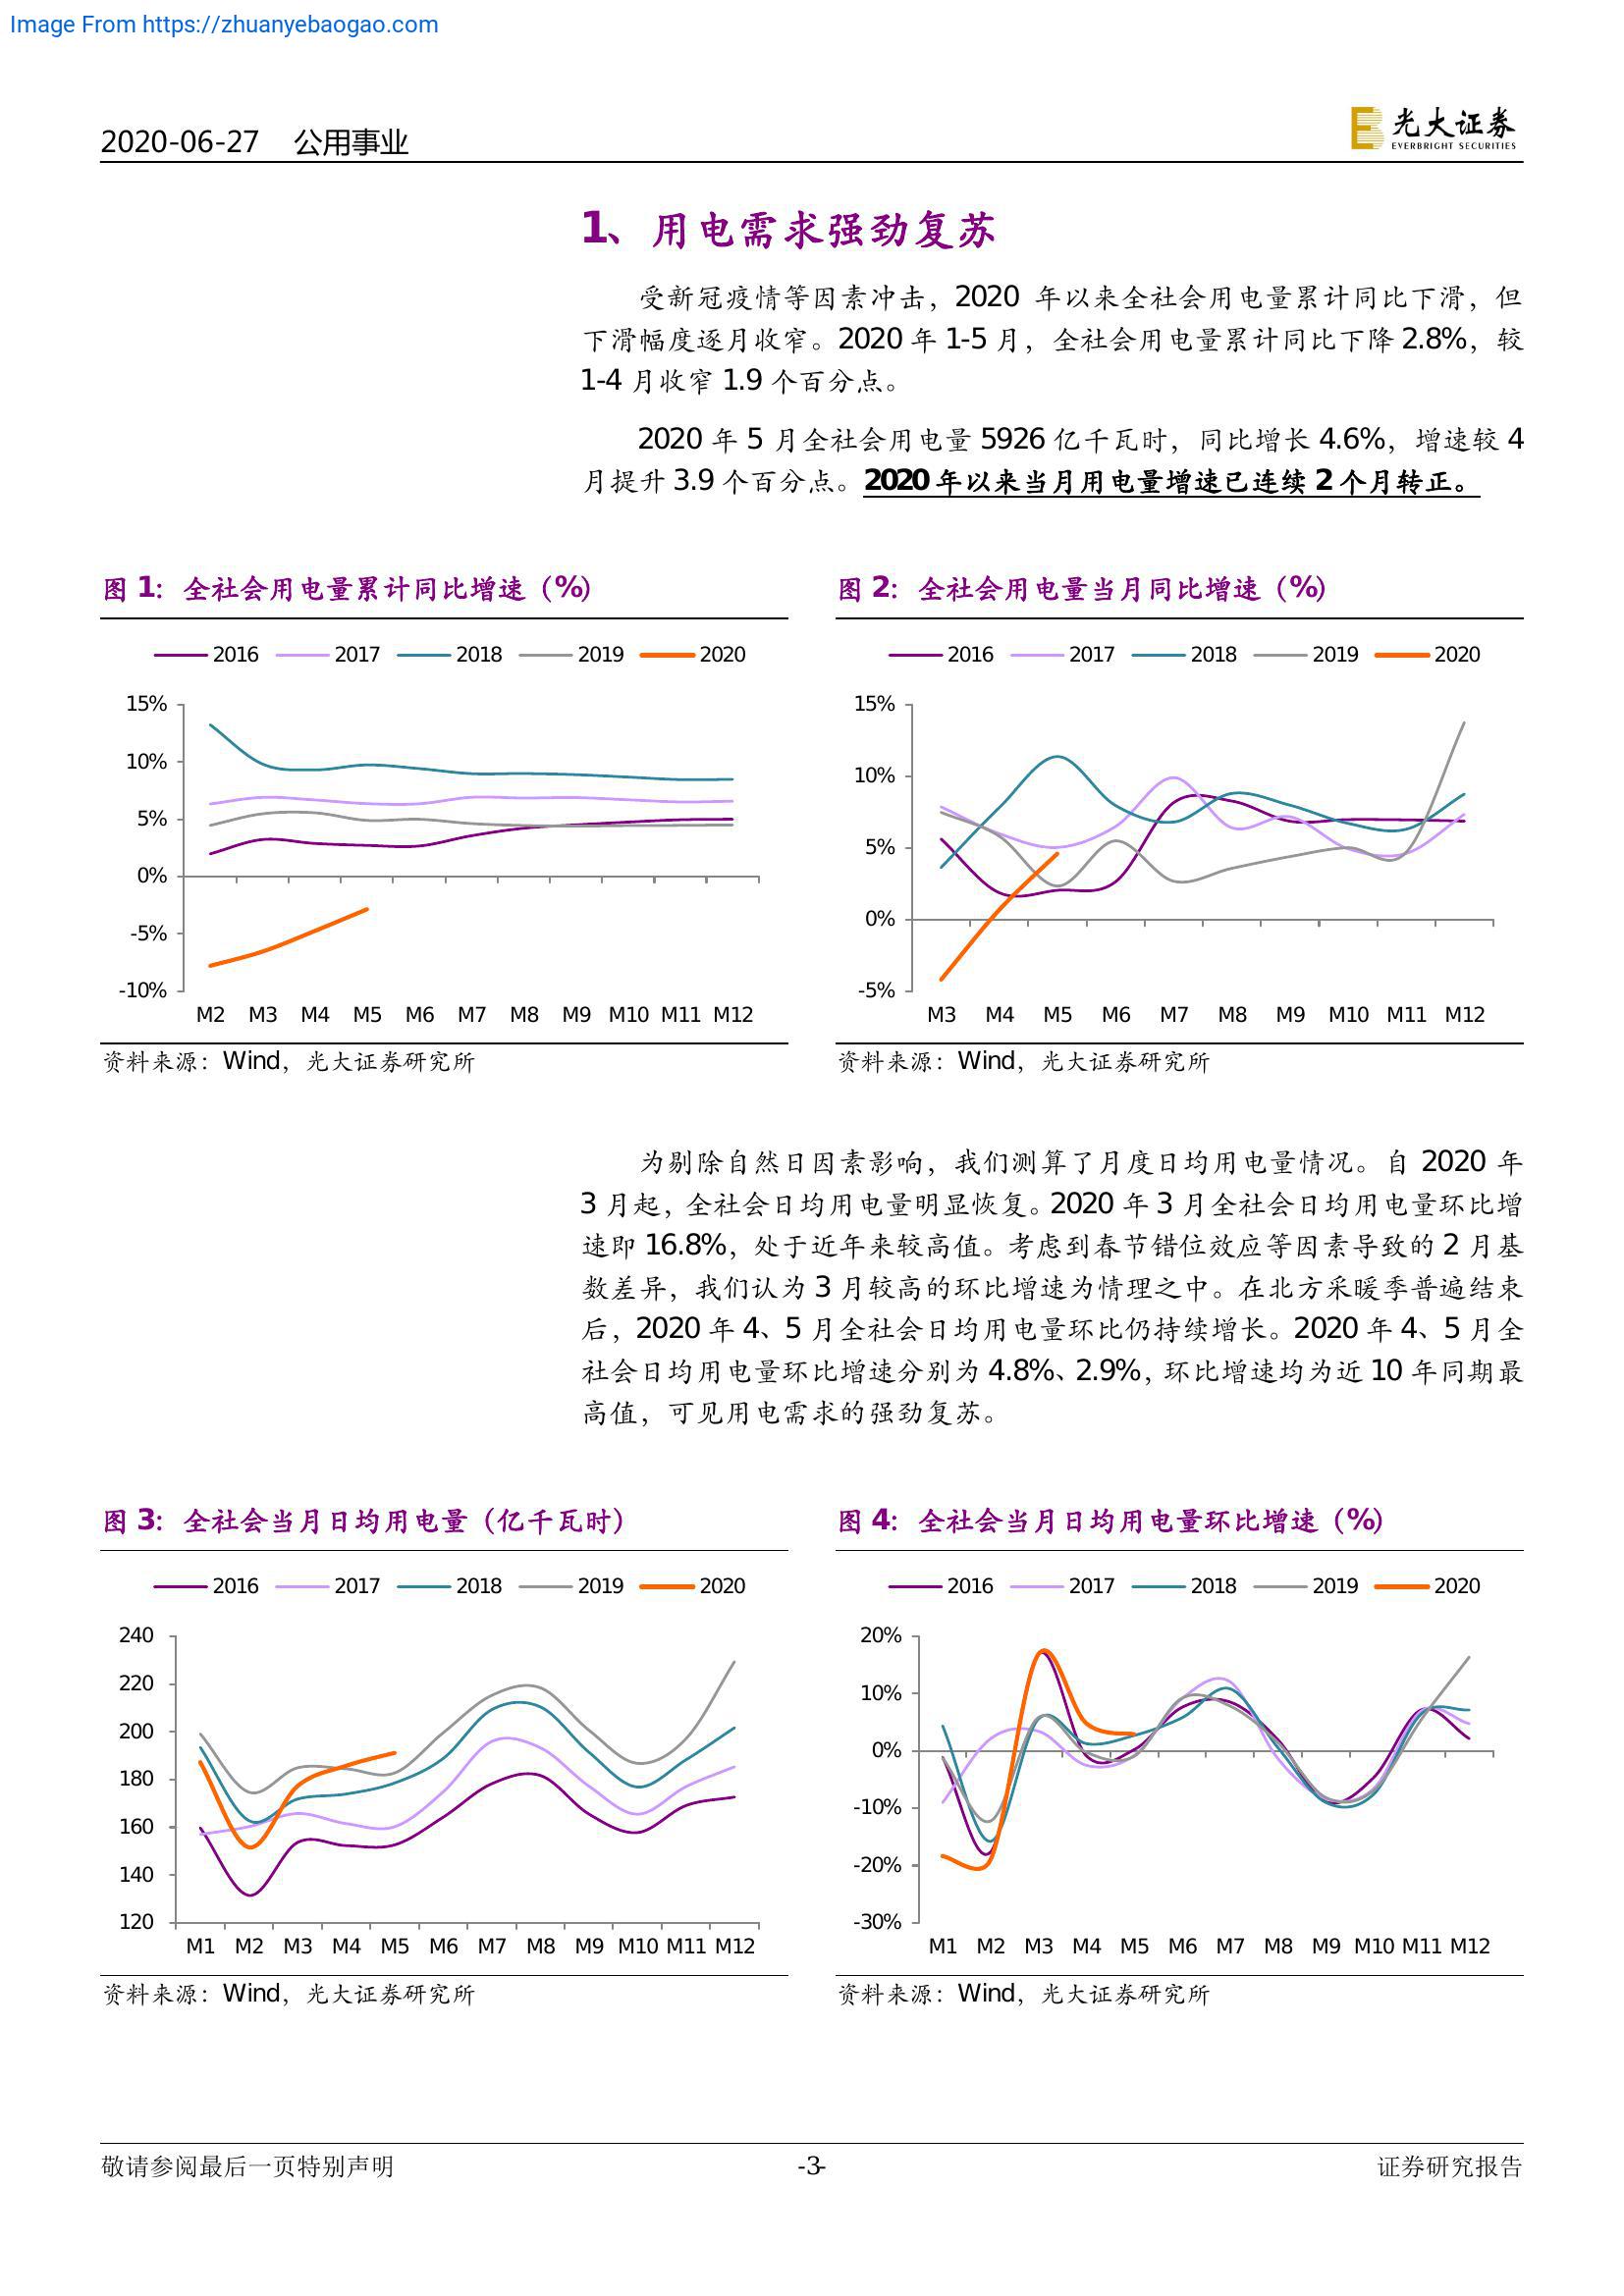 Image From https://zhuanyebaogao.com
2020-06-27 公用事业
光大证券
EVERBRIGHT SECURITIES
1、用电需求强劲复苏
受新冠疫情等因素冲击，2020 年以来全社会用电量累计同比下滑，但
下滑幅度逐月收窄。2020 年 1-5 月，全社会用电量累计同比下降 2.8%，较
1-4 月收窄 1.9 个百分点。
2020 年 5 月全社会用电量 5926 亿千瓦时，同比增长 4.6%，增速较 4
月提升 3.9 个百分点。2020 年以来当月用电量增速已连续 2 个月转正。
图 1：全社会用电量累计同比增速（%）
2016 2017 2018 2019 2020
15%
10%
5%
0%
-5%
-10%
M2 M3 M4 M5 M6 M7 M8 M9 M10 M11 M12
资料来源：Wind，光大证券研究所
图 2：全社会用电量当月同比增速（%）
2016 2017 2018 2019 2020
15%
10%
5%
0%
-5%
M3 M4 M5 M6 M7 M8 M9 M10 M11 M12
资料来源：Wind，光大证券研究所
为剔除自然日因素影响，我们测算了月度日均用电量情况。自 2020 年
3 月起，全社会日均用电量明显恢复。2020 年 3 月全社会日均用电量环比增
速即 16.8%，处于近年来较高值。考虑到春节错位效应等因素导致的 2 月基
数差异，我们认为 3 月较高的环比增速为情理之中。在北方采暖季普遍结束
后，2020 年 4、5 月全社会日均用电量环比仍持续增长。2020 年 4、5 月全
社会日均用电量环比增速分别为 4.8%、2.9%，环比增速均为近 10 年同期最
高值，可见用电需求的强劲复苏。
图 3：全社会当月日均用电量（亿千瓦时）
2016 2017 2018 2019 2020
240
220
200
180
160
140
120
M1 M2 M3 M4 M5 M6 M7 M8 M9 M10 M11 M12
资料来源：Wind，光大证券研究所
图 4：全社会当月日均用电量环比增速（%）
2016 2017 2018 2019 2020
20%
10%
0%
-10%
-20%
-30%
M1 M2 M3 M4 M5 M6 M7 M8 M9 M10 M11 M12
资料来源：Wind，光大证券研究所
敬请参阅最后一页特别声明 -3- 证券研究报告